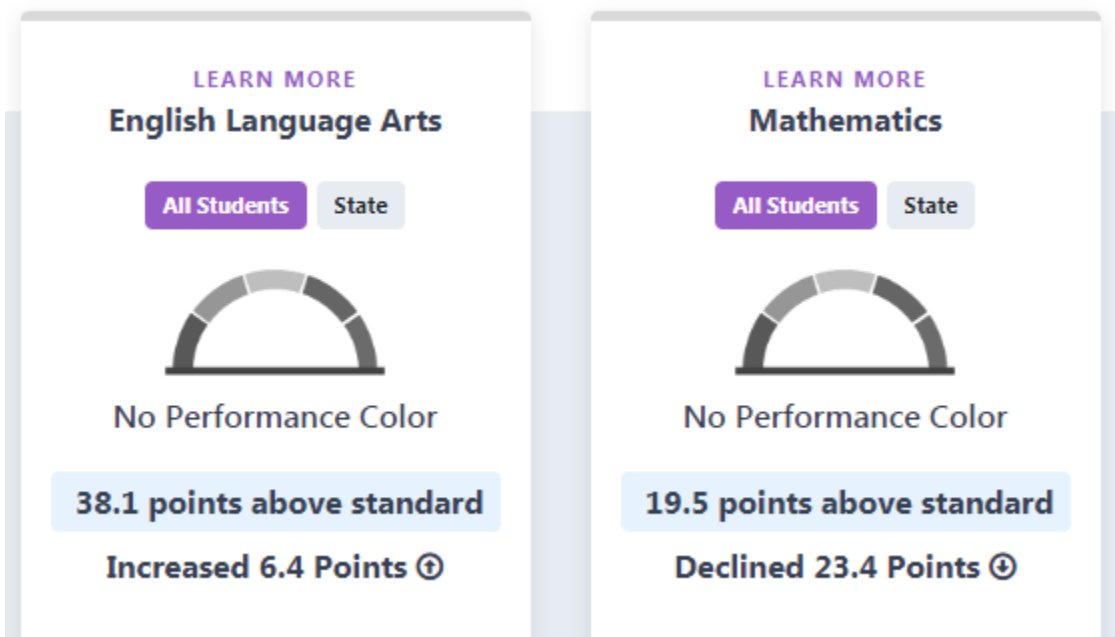 LEARN MORE
English Language Arts
All Students State
No Performance Color
38.1 points above standard
Increased 6.4 Points
LEARN MORE
Mathematics
All Students State
No Performance Color
19.5 points above standard
Declined 23.4 Points